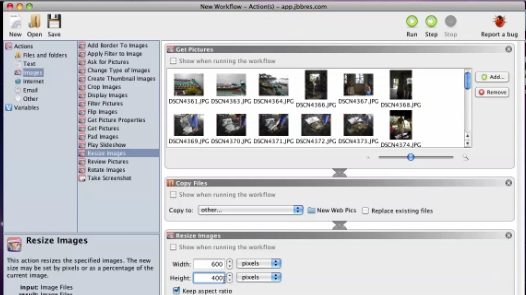 New Workflow - Action(s) - app.jbbres.com
New Open Save Run Step Stop Report a bug
Actions
Files and folders
Text
Images
Internet
Email
Other
Variables
Add Border To Images
Apply Filter to Image
Ask for Pictures
Change Type of Images
Create Thumbnail Images
Crop Images
Display Images
Filter Pictures
Flip Images
Get Picture Properties
Get Pictures
Pad Images
Play Slideshow
Resize Images
Review Pictures
Rotate Images
Take Screenshot
Resize Images
This action resizes the specified images. The new
size may be set by pixels or as a percentage of the
current image.
input: Image Files
result: Image Files
Get Pictures
Show when running the workflow
DSCN4361.JPG DSCN4363.JPG DSCN4364.JPG DSCN4366.JPG DSCN4367.JPG DSCN4368.JPG
DSCN4369.JPG DSCN4370.JPG DSCN4371.JPG DSCN4372.JPG DSCN4373.JPG DSCN4374.JPG
Add...
Remove
Copy Files
Show when running the workflow
Copy to: other... New Web Pics Replace existing files
Resize Images
Show when running the workflow
Width: 600 pixels
Height: 400 pixels
Keep aspect ratio